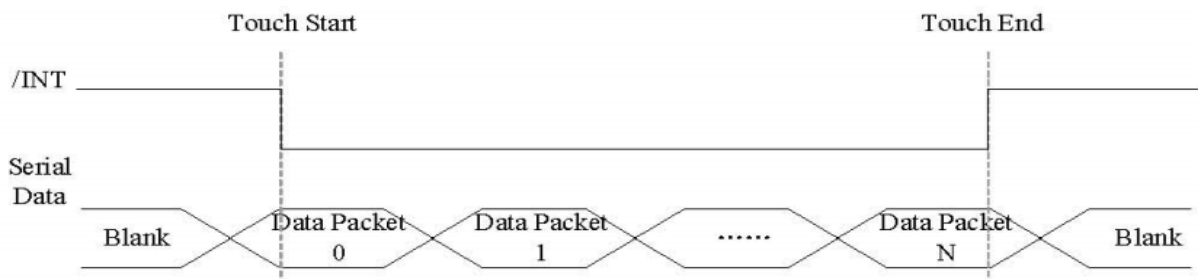 Touch Start
Touch End
/INT
Serial
Data
Blank
Data Packet
0
Data Packet
1
......
Data Packet
N
Blank